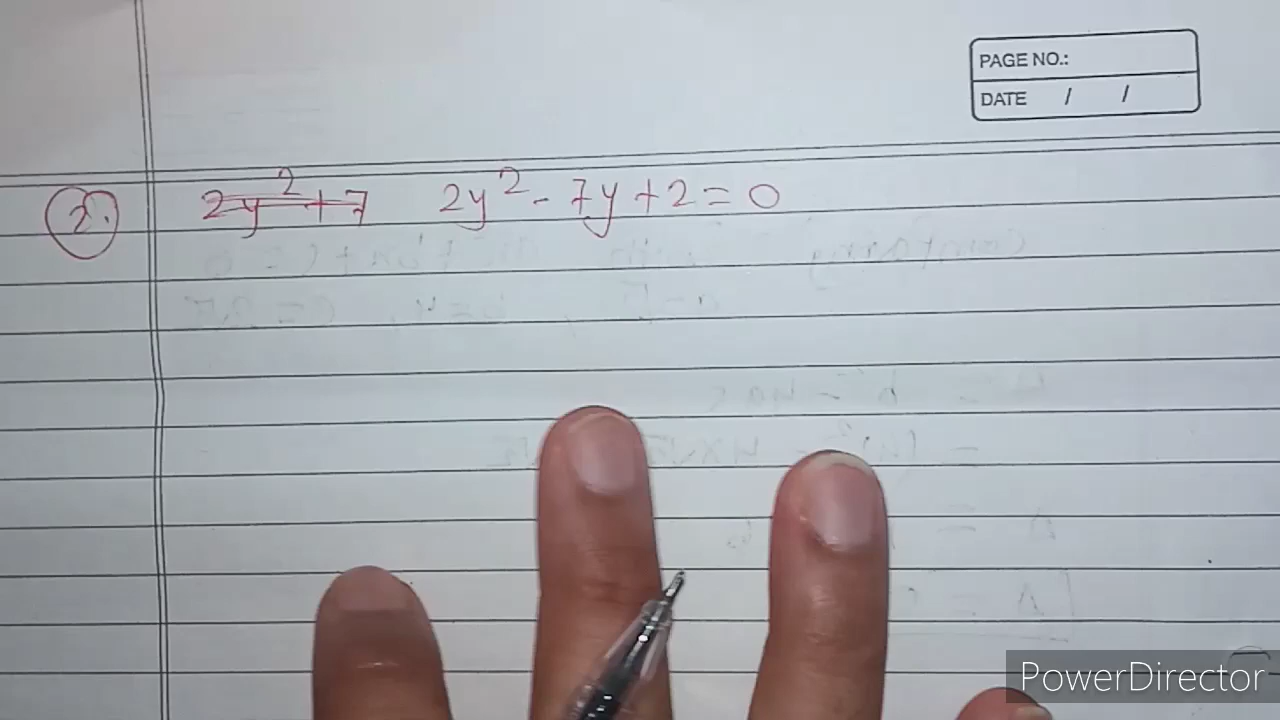 PAGE NO.:
DATE / /
2. 2y²+7 2y² - 7y + 2 = 0
PowerDirector